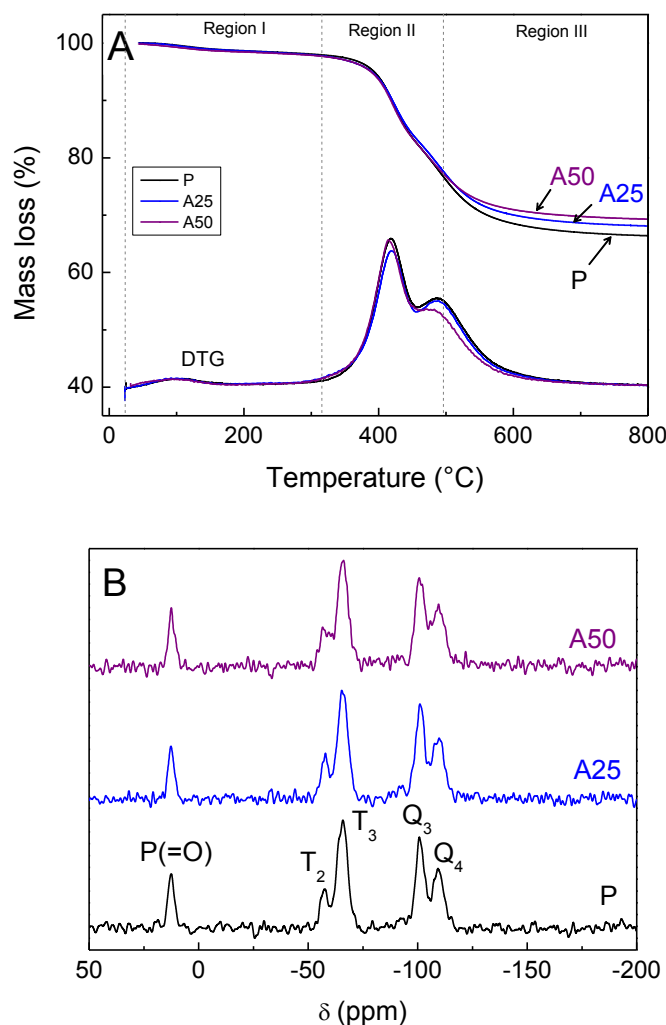 A
Region I
Region II
Region III
100
80
60
40
Mass loss (%)
P
A25
A50
A50
A25
P
DTG
0
200
400
600
800
Temperature (°C)
B
A50
A25
P(=O)
T2
T3
Q3
Q4
P
50
0
-50
-100
-150
-200
δ (ppm)